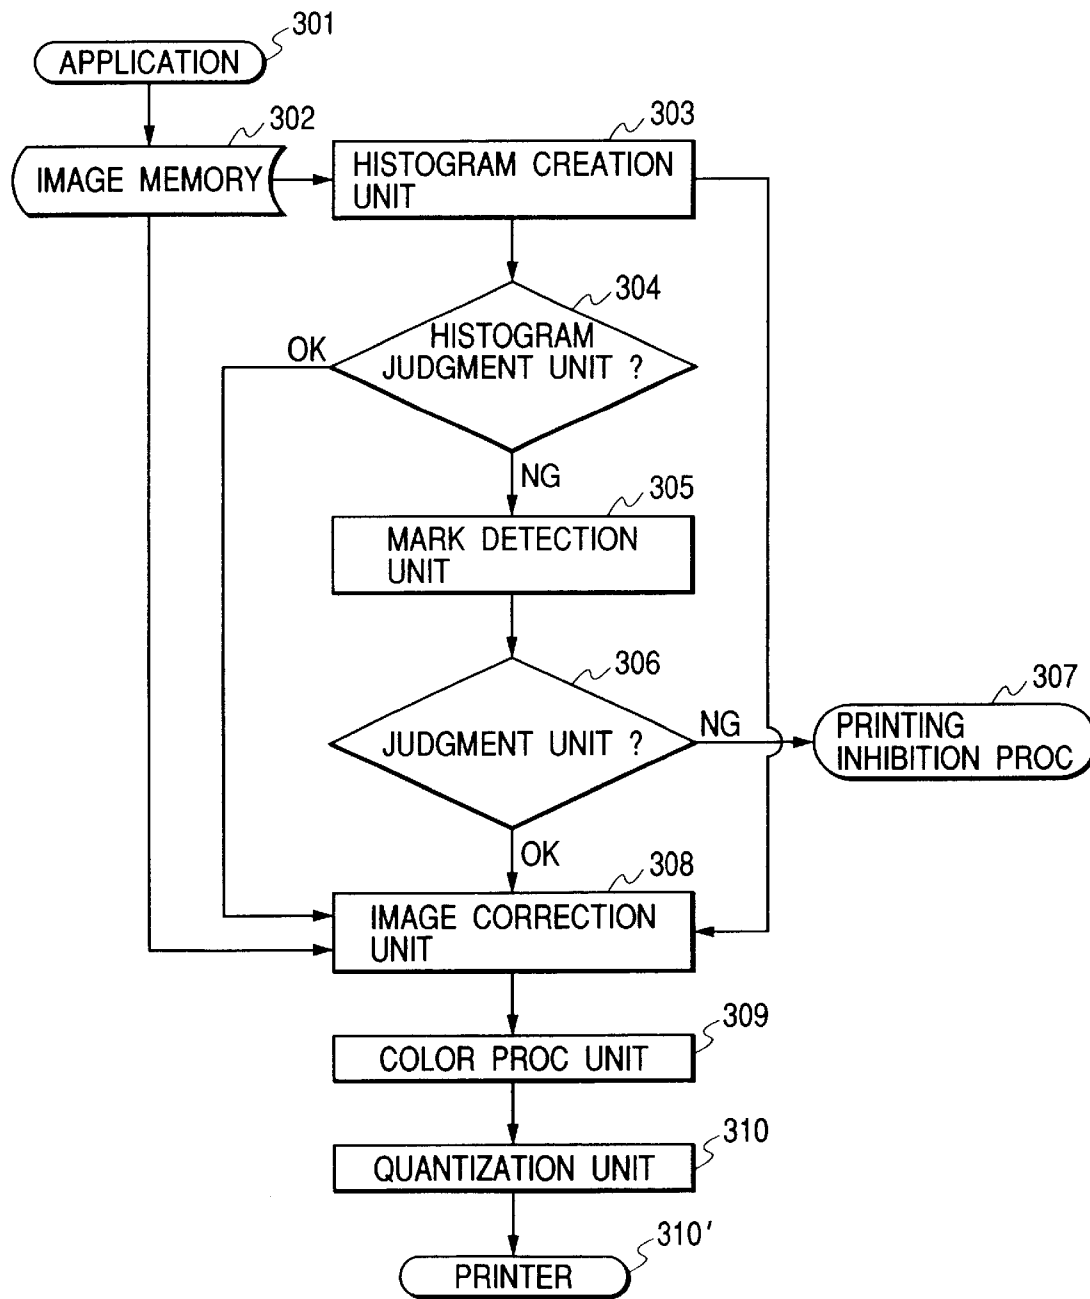 301
APPLICATION
302
303
IMAGE MEMORY
HISTOGRAM CREATION
UNIT
304
HISTOGRAM
JUDGMENT UNIT ?
OK
NG
305
MARK DETECTION
UNIT
306
307
JUDGMENT UNIT ?
NG
PRINTING
INHIBITION PROC
OK
308
IMAGE CORRECTION
UNIT
309
COLOR PROC UNIT
310
QUANTIZATION UNIT
310'
PRINTER